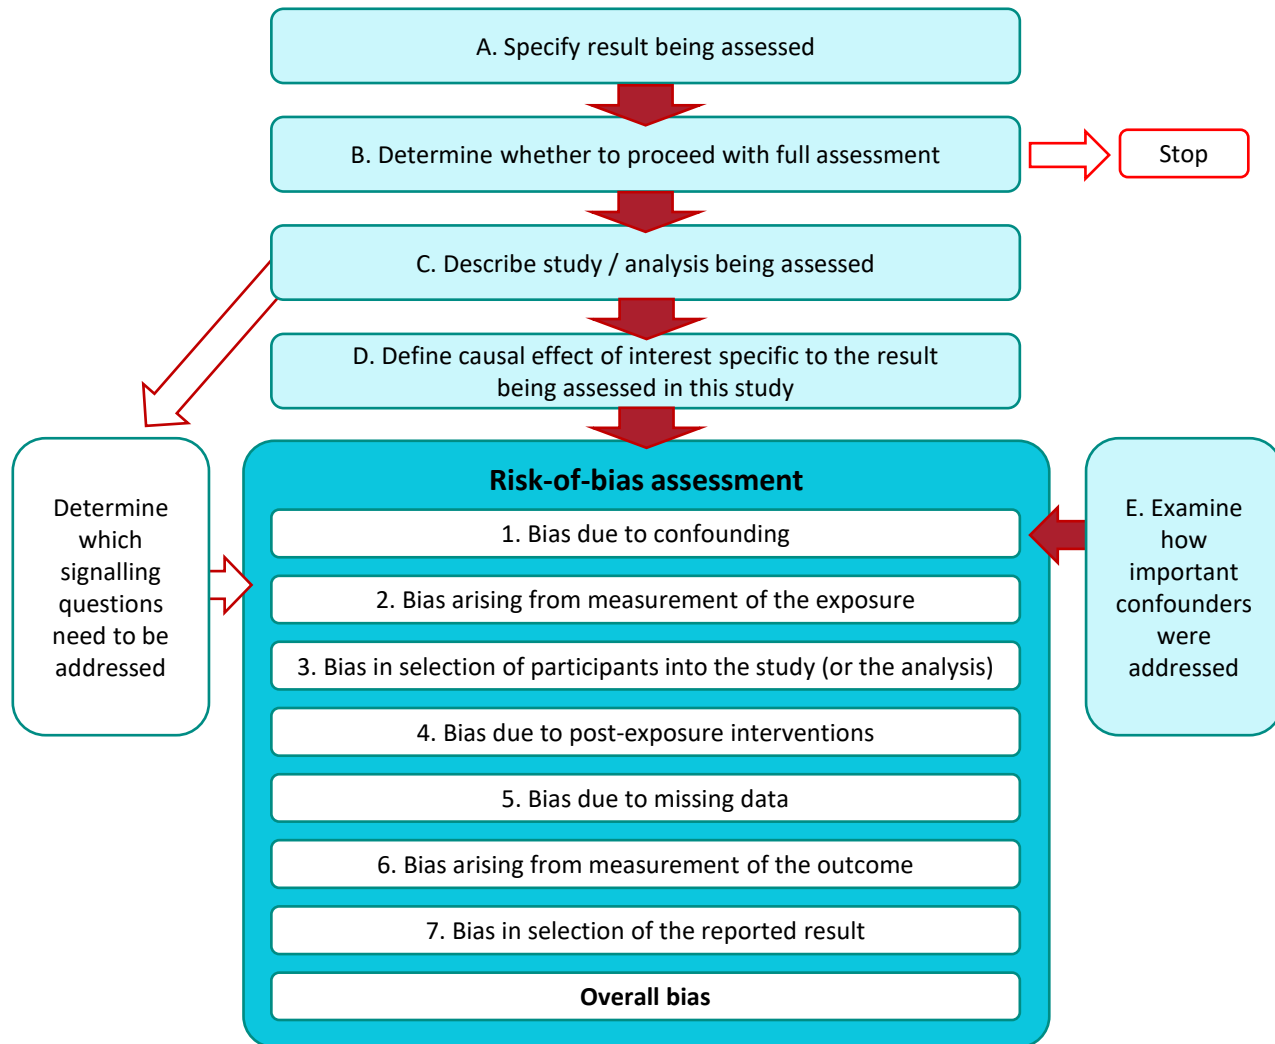 A. Specify result being assessed
B. Determine whether to proceed with full assessment
Stop
C. Describe study / analysis being assessed
D. Define causal effect of interest specific to the result
being assessed in this study
Determine
which
signalling
questions
need to be
addressed
Risk-of-bias assessment
1. Bias due to confounding
2. Bias arising from measurement of the exposure
3. Bias in selection of participants into the study (or the analysis)
4. Bias due to post-exposure interventions
5. Bias due to missing data
6. Bias arising from measurement of the outcome
7. Bias in selection of the reported result
Overall bias
E. Examine
how
important
confounders
were
addressed